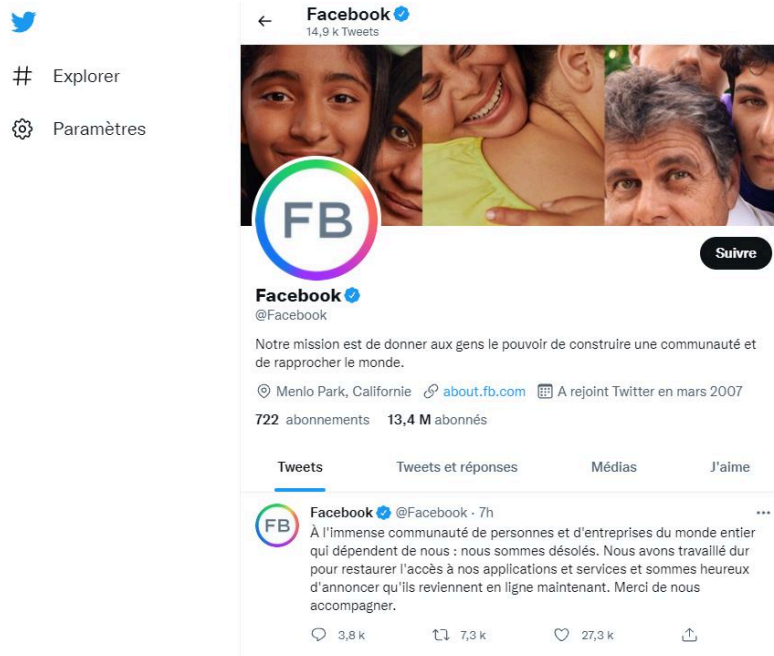 Facebook
14,9 k Tweets
Explorer
Paramètres
FB
Suivre
Facebook
@Facebook
Notre mission est de donner aux gens le pouvoir de construire une communauté et
de rapprocher le monde.
Menlo Park, Californie about.fb.com A rejoint Twitter en mars 2007
722 abonnements 13,4 M abonnés
Tweets Tweets et réponses Médias J'aime
Facebook @Facebook · 7h
FB
À l'immense communauté de personnes et d'entreprises du monde entier
qui dépendent de nous : nous sommes désolés. Nous avons travaillé dur
pour restaurer l'accès à nos applications et services et sommes heureux
d'annoncer qu'ils reviennent en ligne maintenant. Merci de nous
accompagner.
3,8 k 7,3 k 27,3 k